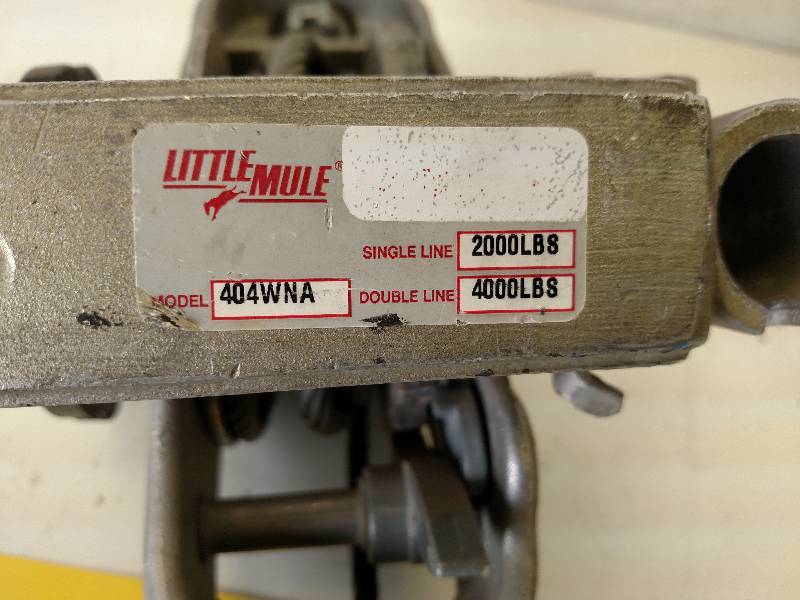 LITTLE MULE®
SINGLE LINE 2000LBS
MODEL 404WNA DOUBLE LINE 4000LBS